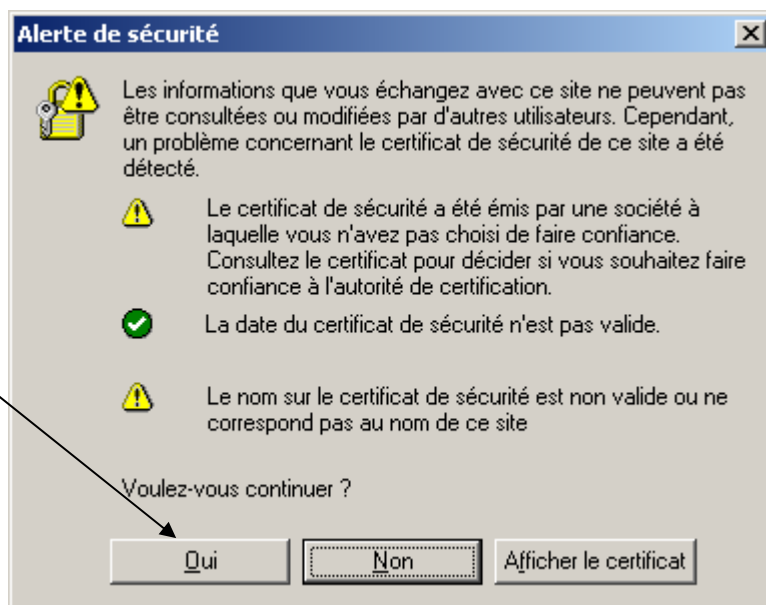 Alerte de sécurité
Les informations que vous échangez avec ce site ne peuvent pas
être consultées ou modifiées par d'autres utilisateurs. Cependant,
un problème concernant le certificat de sécurité de ce site a été
détecté.
Le certificat de sécurité a été émis par une société à
laquelle vous n'avez pas choisi de faire confiance.
Consultez le certificat pour décider si vous souhaitez faire
confiance à l'autorité de certification.
La date du certificat de sécurité n'est pas valide.
Le nom sur le certificat de sécurité est non valide ou ne
correspond pas au nom de ce site
Voulez-vous continuer ?
Oui Non Afficher le certificat